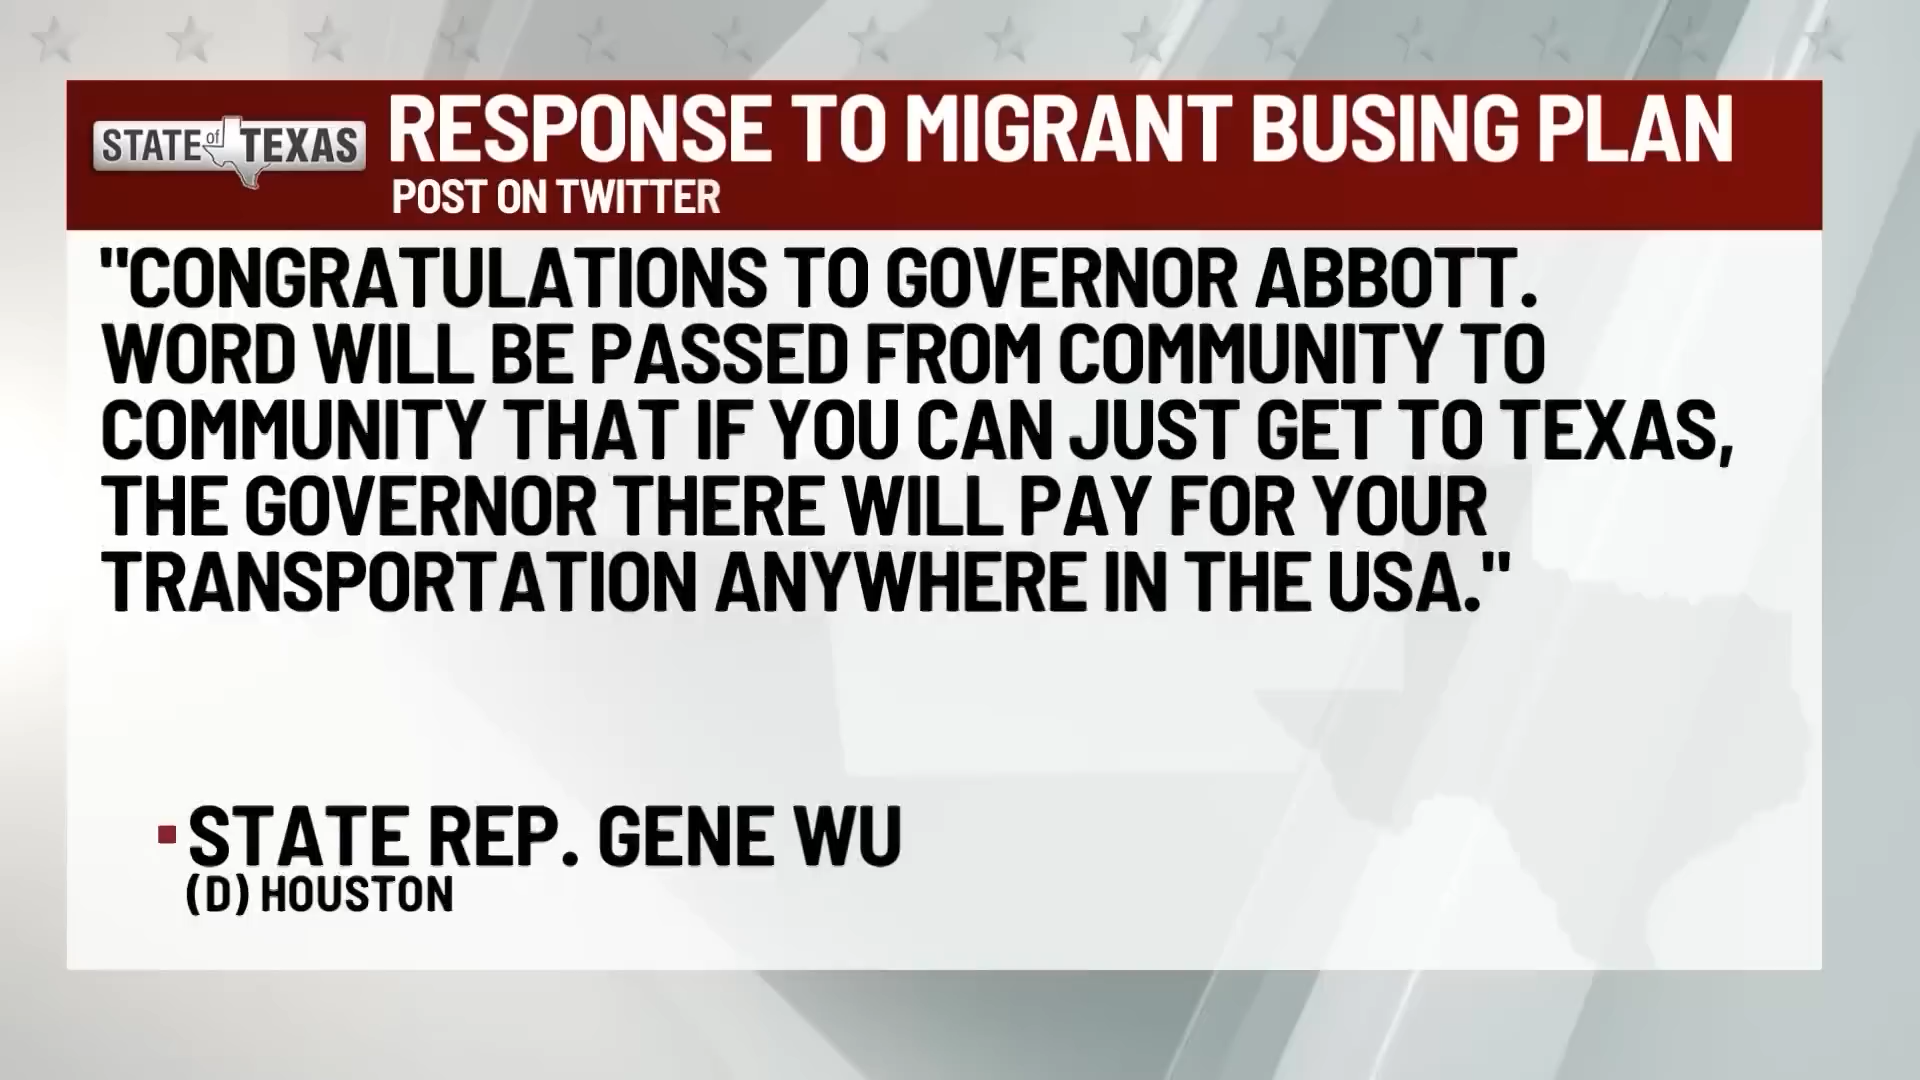 STATE of TEXAS
RESPONSE TO MIGRANT BUSING PLAN
POST ON TWITTER
"CONGRATULATIONS TO GOVERNOR ABBOTT.
WORD WILL BE PASSED FROM COMMUNITY TO
COMMUNITY THAT IF YOU CAN JUST GET TO TEXAS,
THE GOVERNOR THERE WILL PAY FOR YOUR
TRANSPORTATION ANYWHERE IN THE USA."
STATE REP. GENE WU
(D) HOUSTON